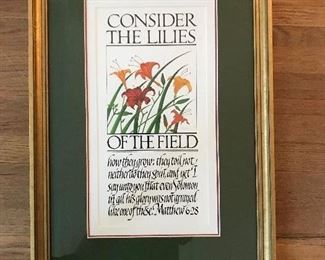 CONSIDER
THE LILIES
OF THE FIELD
how they grow: they toil not,
neither do they spin, and yet I
say unto you, that even Solomon
in all his glory was not arrayed
like one of these. Matthew 6:28